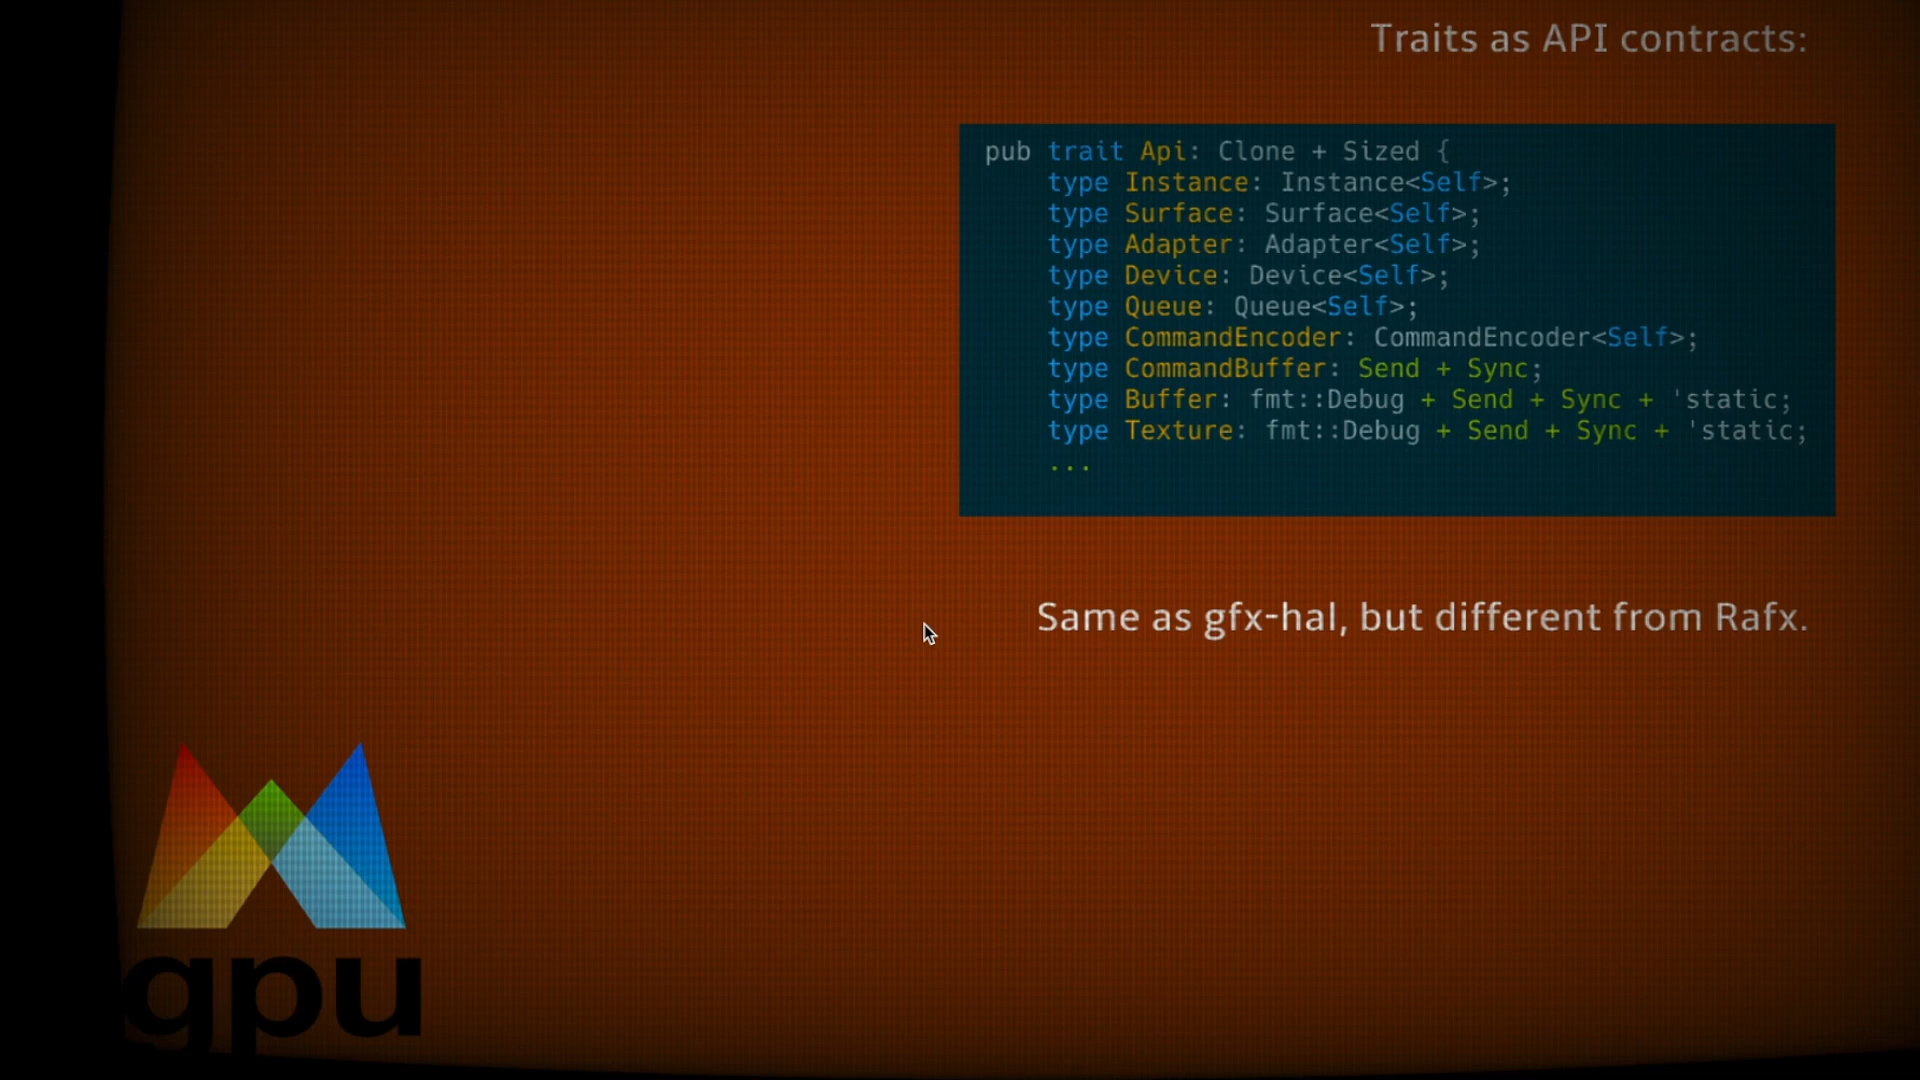 Traits as API contracts:
pub trait Api: Clone + Sized {
    type Instance: Instance<Self>;
    type Surface: Surface<Self>;
    type Adapter: Adapter<Self>;
    type Device: Device<Self>;
    type Queue: Queue<Self>;
    type CommandEncoder: CommandEncoder<Self>;
    type CommandBuffer: Send + Sync;
    type Buffer: fmt::Debug + Send + Sync + 'static;
    type Texture: fmt::Debug + Send + Sync + 'static;
    ...
Same as gfx-hal, but different from Rafx.
gpu